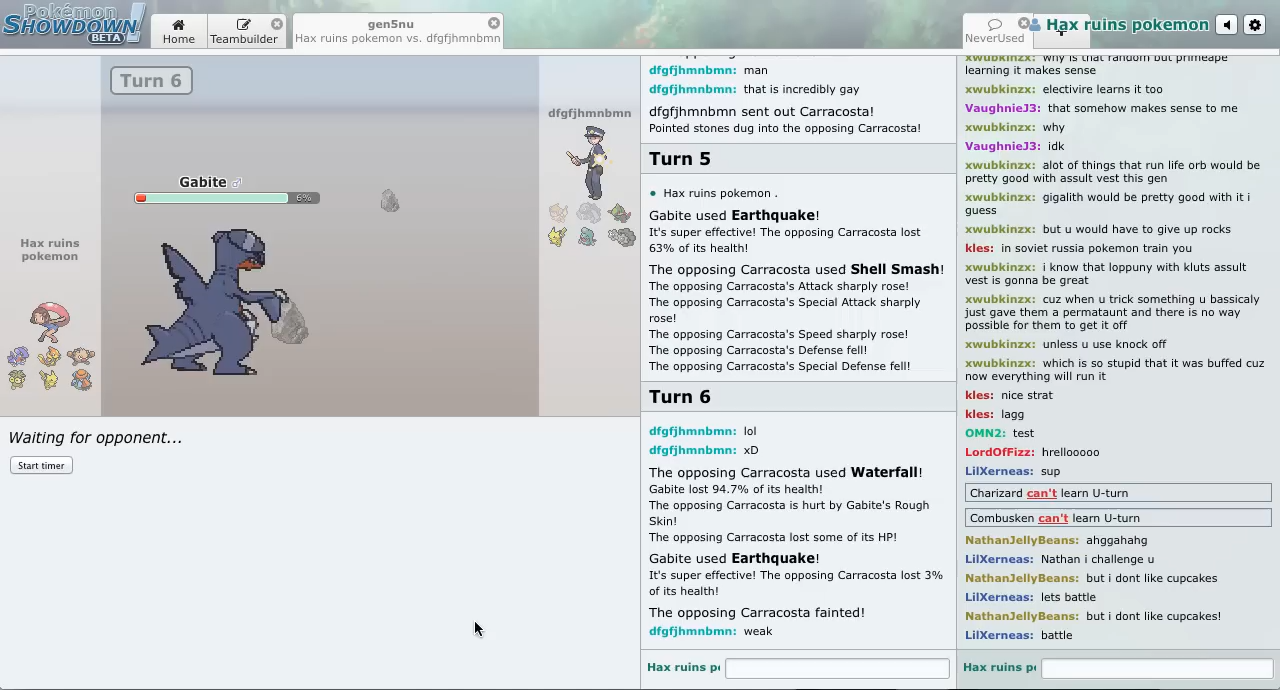 Pokémon
SHOWDOWN!
BETA
Home
Teambuilder
gen5nu
Hax ruins pokemon vs. dfgfjhmnbmn
NeverUsed
Hax ruins pokemon
Turn 6
Gabite ♂
6%
Hax ruins
pokemon
dfgfjhmnbmn
Waiting for opponent...
Start timer
dfgfjhmnbmn: man
dfgfjhmnbmn: that is incredibly gay
dfgfjhmnbmn sent out Carracosta!
Pointed stones dug into the opposing Carracosta!
Turn 5
• Hax ruins pokemon .
Gabite used Earthquake!
It's super effective! The opposing Carracosta lost
63% of its health!
The opposing Carracosta used Shell Smash!
The opposing Carracosta's Attack sharply rose!
The opposing Carracosta's Special Attack sharply
rose!
The opposing Carracosta's Speed sharply rose!
The opposing Carracosta's Defense fell!
The opposing Carracosta's Special Defense fell!
Turn 6
dfgfjhmnbmn: lol
dfgfjhmnbmn: xD
The opposing Carracosta used Waterfall!
Gabite lost 94.7% of its health!
The opposing Carracosta is hurt by Gabite's Rough
Skin!
The opposing Carracosta lost some of its HP!
Gabite used Earthquake!
It's super effective! The opposing Carracosta lost 3%
of its health!
The opposing Carracosta fainted!
dfgfjhmnbmn: weak
Hax ruins p
xwubkinzx: why is that random but primeape
learning it makes sense
xwubkinzx: electivire learns it too
VaughnieJ3: that somehow makes sense to me
xwubkinzx: why
VaughnieJ3: idk
xwubkinzx: alot of things that run life orb would be
pretty good with assult vest this gen
xwubkinzx: gigalith would be pretty good with it i
guess
xwubkinzx: but u would have to give up rocks
kles: in soviet russia pokemon train you
xwubkinzx: i know that loppuny with kluts assult
vest is gonna be great
xwubkinzx: cuz when u trick something u bassicaly
just gave them a permataunt and there is no way
possible for them to get it off
xwubkinzx: unless u use knock off
xwubkinzx: which is so stupid that it was buffed cuz
now everything will run it
kles: nice strat
kles: lagg
OMN2: test
LordOfFizz: hrellooooo
LilXerneas: sup
Charizard can't learn U-turn
Combusken can't learn U-turn
NathanJellyBeans: ahggahahg
LilXerneas: Nathan i challenge u
NathanJellyBeans: but i dont like cupcakes
LilXerneas: lets battle
NathanJellyBeans: but i dont like cupcakes!
LilXerneas: battle
Hax ruins p